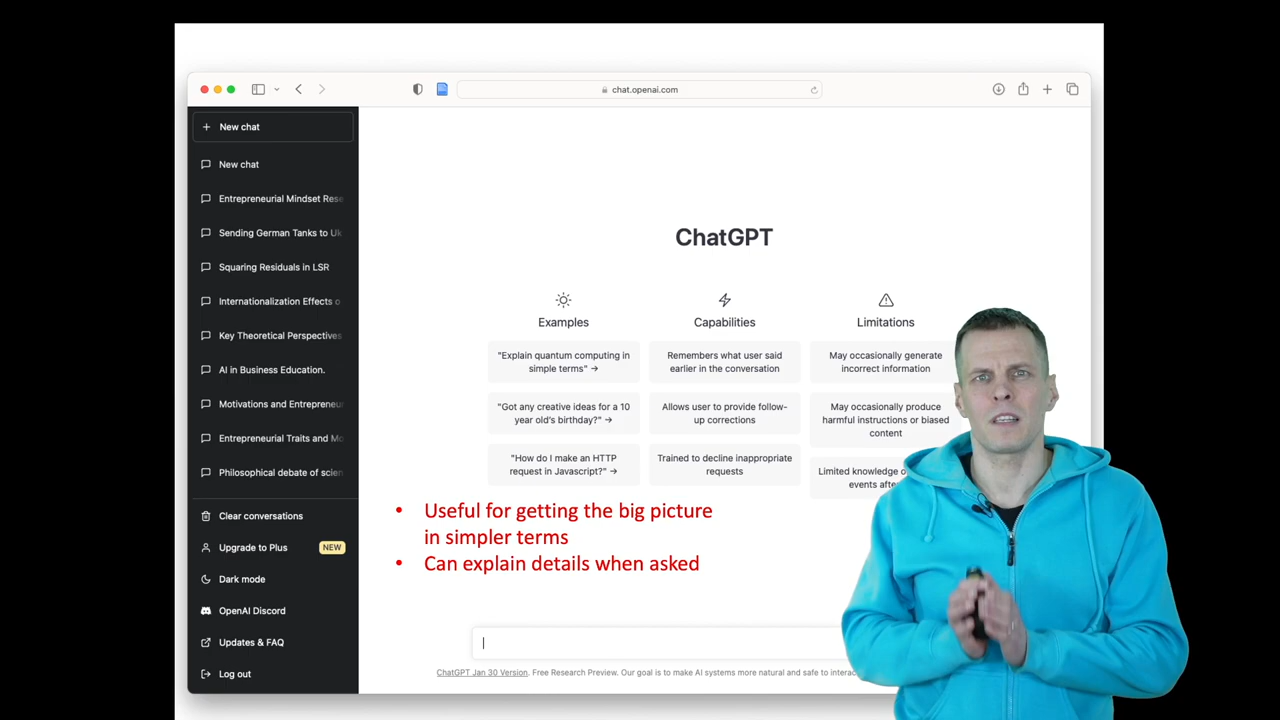 chat.openai.com
New chat
New chat
Entrepreneurial Mindset Rese
Sending German Tanks to Uk
Squaring Residuals in LSR
Internationalization Effects o
Key Theoretical Perspectives
AI in Business Education.
Motivations and Entrepreneur
Entrepreneurial Traits and Mo
Philosophical debate of scien
Clear conversations
Upgrade to Plus NEW
Dark mode
OpenAI Discord
Updates & FAQ
Log out
ChatGPT
Examples
"Explain quantum computing in
simple terms" →
"Got any creative ideas for a 10
year old's birthday?" →
"How do I make an HTTP
request in Javascript?" →
Capabilities
Remembers what user said
earlier in the conversation
Allows user to provide follow-
up corrections
Trained to decline inappropriate
requests
Limitations
May occasionally generate
incorrect information
May occasionally produce
harmful instructions or biased
content
Limited knowledge o
events afte
• Useful for getting the big picture
in simpler terms
• Can explain details when asked
ChatGPT Jan 30 Version. Free Research Preview. Our goal is to make AI systems more natural and safe to interac